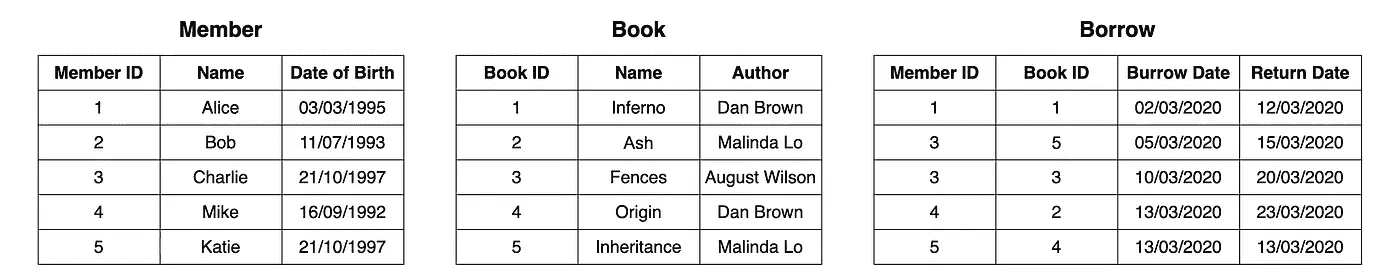 Member
Member ID Name Date of Birth
1 Alice 03/03/1995
2 Bob 11/07/1993
3 Charlie 21/10/1997
4 Mike 16/09/1992
5 Katie 21/10/1997
Book
Book ID Name Author
1 Inferno Dan Brown
2 Ash Malinda Lo
3 Fences August Wilson
4 Origin Dan Brown
5 Inheritance Malinda Lo
Borrow
Member ID Book ID Burrow Date Return Date
1 1 02/03/2020 12/03/2020
3 5 05/03/2020 15/03/2020
3 3 10/03/2020 20/03/2020
4 2 13/03/2020 23/03/2020
5 4 13/03/2020 13/03/2020